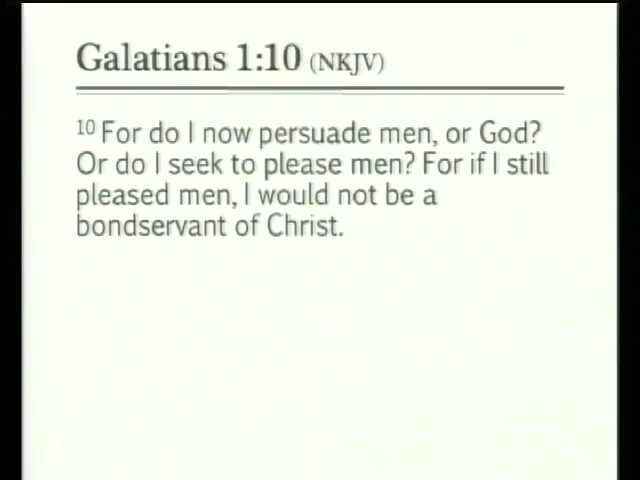 Galatians 1:10 (NKJV)
10 For do I now persuade men, or God?
Or do I seek to please men? For if I still
pleased men, I would not be a
bondservant of Christ.